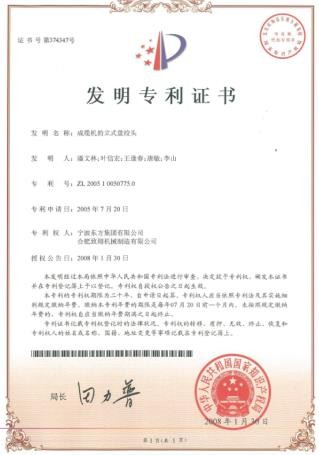 证书号第374347号
发明专利证书
发明名称：成缆机的立式盘绞头
发明人：潘文林;叶信宏;王逢春;唐敏;李山
专利号：ZL 2005 1 0030775.0
专利申请日：2005年7月20日
专利权人：宁波东方集团有限公司
合肥致翔机械制造有限公司
授权公告日：2008年1月30日
本发明经过本局依照中华人民共和国专利法进行审查，决定授予专利权，颁发本证书
并在专利登记簿上予以登记。专利权自授权公告之日起生效。
本专利的专利权期限为二十年，自申请日起算。专利权人应当依照专利法及其实施细
则规定缴纳年费。缴纳本专利年费的期限是每年07月20日前一个月内。未按照规定缴纳年
费的，专利权自应当缴纳年费期满之日起终止。
专利证书记载专利权登记时的法律状况。专利权的转移、质押、无效、终止、恢复和
专利权人的姓名或名称、国籍、地址变更等事项记载在专利登记簿上。
局长 田力普
中华人民共和国国家知识产权局
2008年1月30日
第1页(共1页)